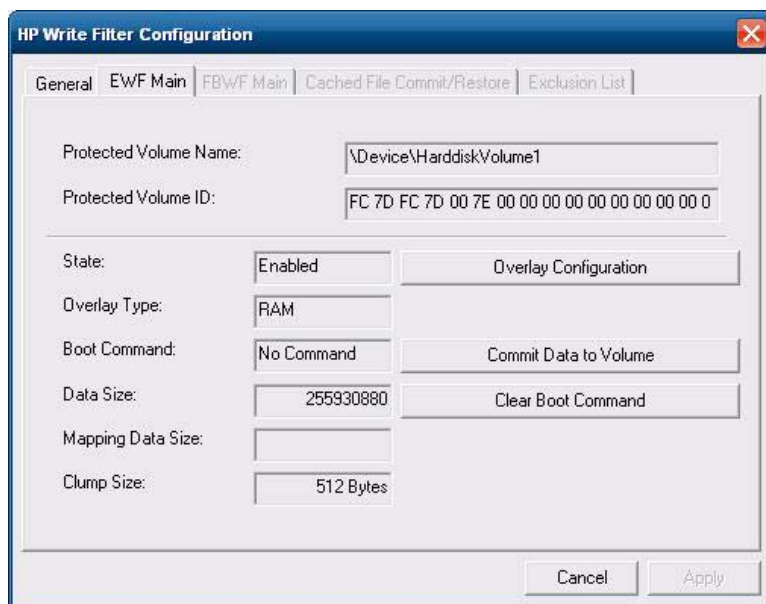 HP Write Filter Configuration
General EWF Main FBWF Main Cached File Commit/Restore Exclusion List
Protected Volume Name: \Device\HarddiskVolume1
Protected Volume ID: FC 7D FC 7D 00 7E 00 00 00 00 00 00 00 00 00 0
State: Enabled Overlay Configuration
Overlay Type: RAM
Boot Command: No Command Commit Data to Volume
Data Size: 255930880 Clear Boot Command
Mapping Data Size:
Clump Size: 512 Bytes
Cancel Apply